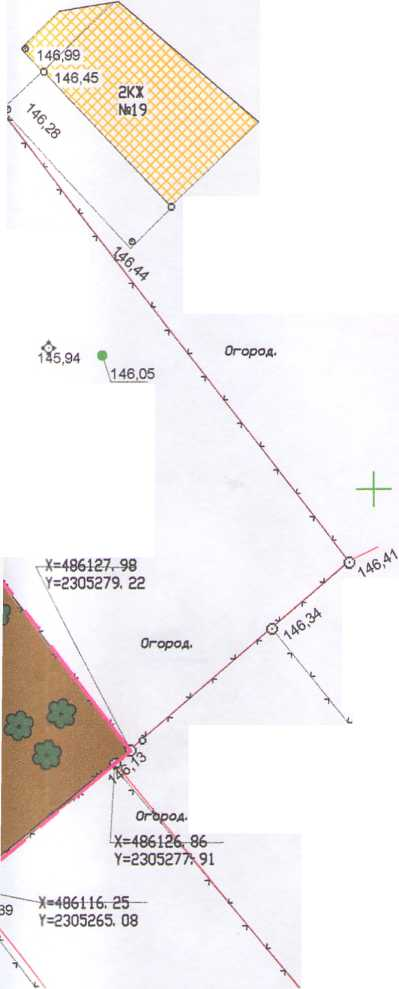 146,99
146,45
2КЖ
№19
146,28
146,44
Огород.
145,94
146,05
146,41
X=486127.98
Y=2305279.22
146,34
Огород.
146,13
Огород.
X=486126.86
Y=2305277.91
X=486116.25
39
Y=2305265.08